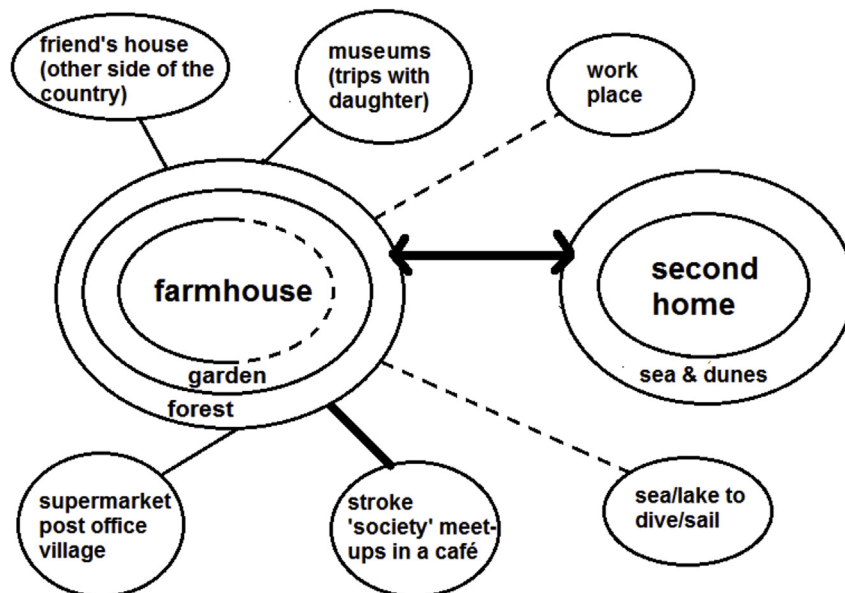 friend's house
(other side of the
country)
museums
(trips with
daughter)
work
place
farmhouse
garden
forest
second
home
sea & dunes
supermarket
post office
village
stroke
'society' meet-
ups in a café
sea/lake to
dive/sail